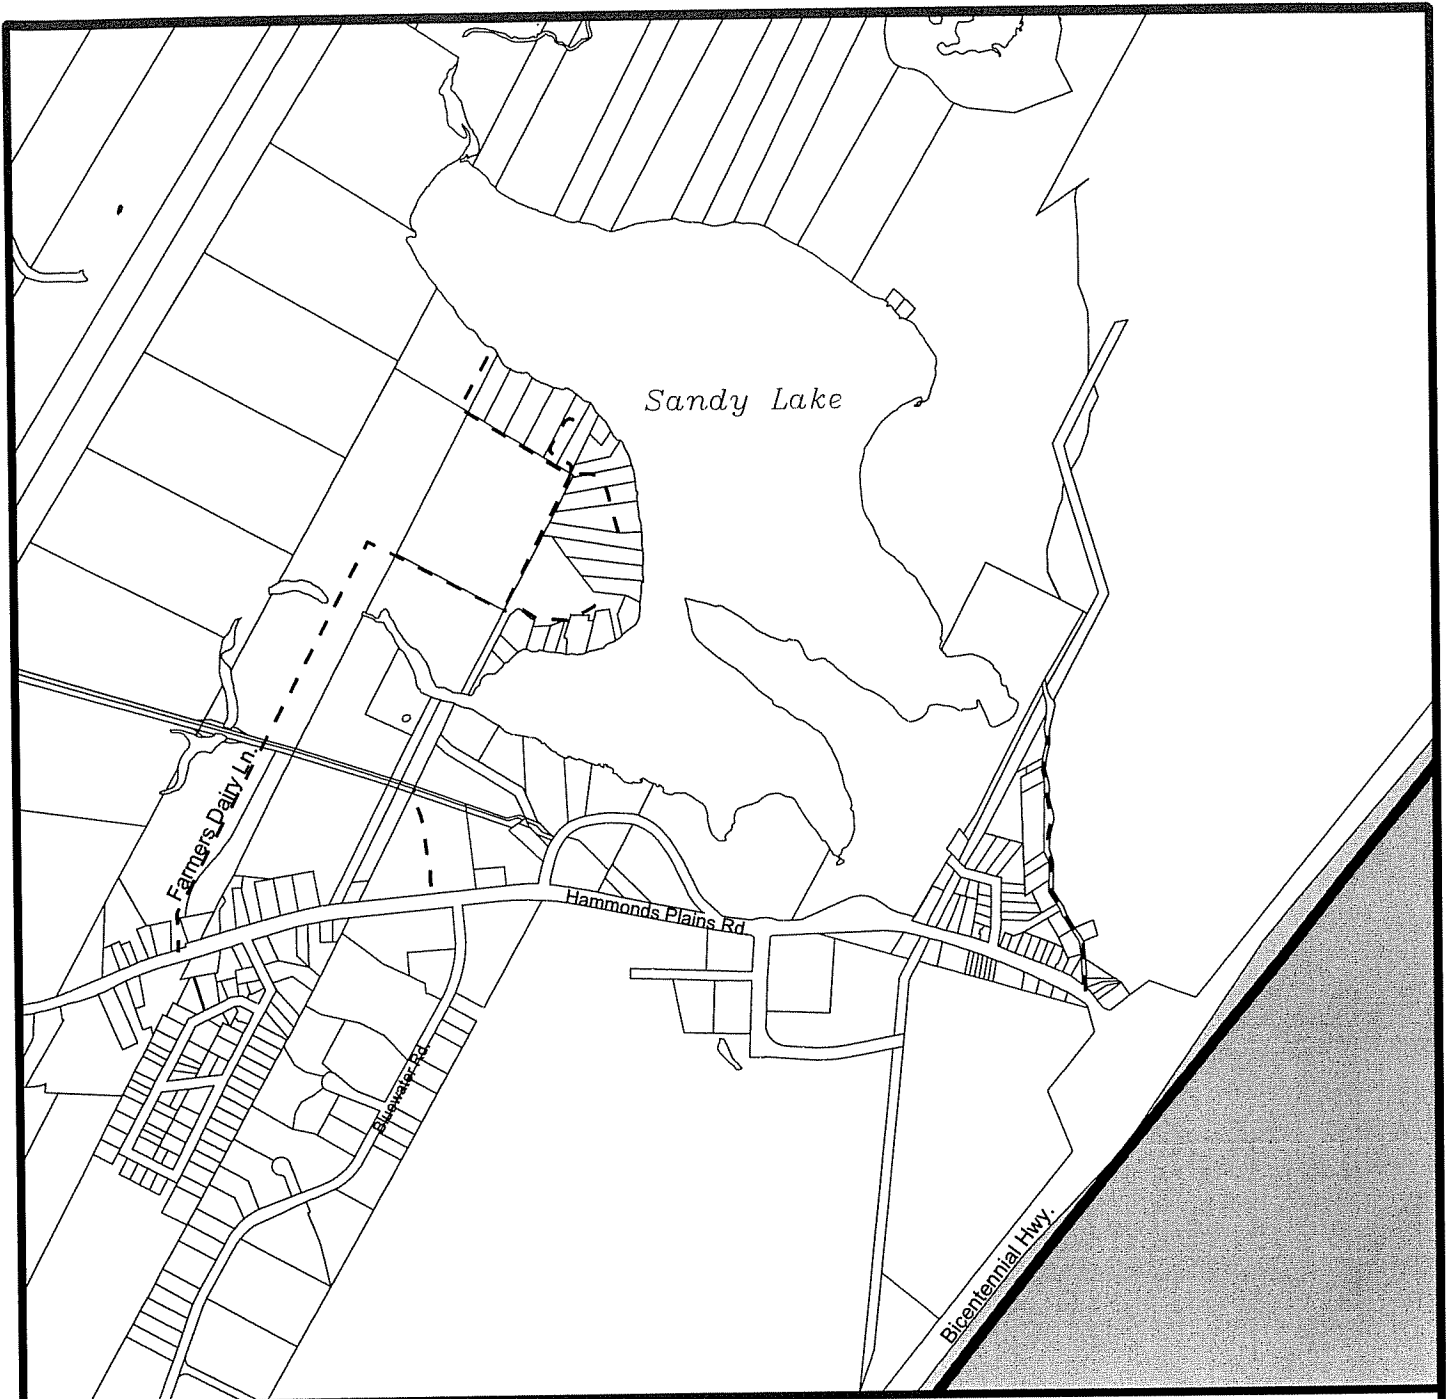 Sandy Lake
Farmers Dairy Ln.
Hammonds Plains Rd
Bluewater Rd.
Bicentennial Hwy.